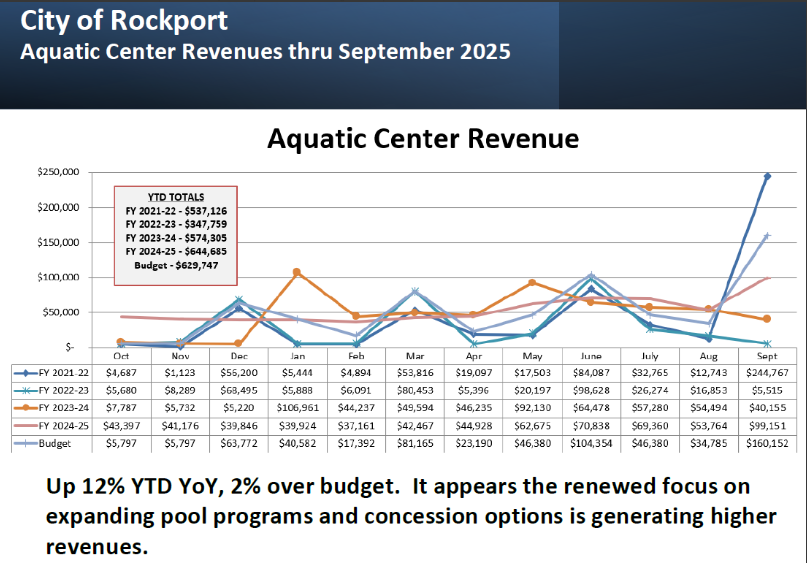 City of Rockport
Aquatic Center Revenues thru September 2025
Aquatic Center Revenue
$250,000
$200,000
$150,000
$100,000
$50,000
$-
YTD TOTALS
FY 2021-22 - $537,126
FY 2022-23 - $347,759
FY 2023-24 - $574,305
FY 2024-25 - $644,685
Budget - $629,747
Oct Nov Dec Jan Feb Mar Apr May June July Aug Sept
FY 2021-22 $4,687 $1,123 $56,200 $5,444 $4,894 $53,816 $19,097 $17,503 $84,087 $32,765 $12,743 $244,767
FY 2022-23 $5,680 $8,289 $68,495 $5,888 $6,091 $80,453 $5,396 $20,197 $98,628 $26,274 $16,853 $5,515
FY 2023-24 $7,787 $5,732 $5,220 $106,961 $44,237 $49,594 $46,235 $92,130 $64,478 $57,280 $54,494 $40,155
FY 2024-25 $43,397 $41,176 $39,846 $39,924 $37,161 $42,467 $44,928 $62,675 $70,838 $69,360 $53,764 $99,151
Budget $5,797 $5,797 $63,772 $40,582 $17,392 $81,165 $23,190 $46,380 $104,354 $46,380 $34,785 $160,152
Up 12% YTD YoY, 2% over budget. It appears the renewed focus on
expanding pool programs and concession options is generating higher
revenues.